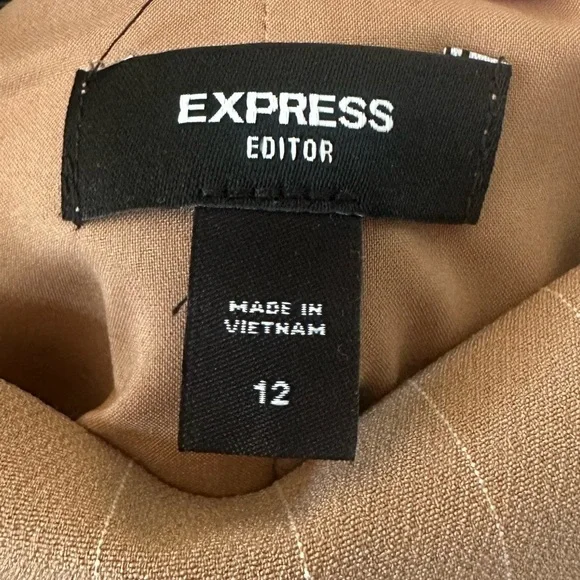 EXPRESS
EDITOR
MADE IN
VIETNAM
12